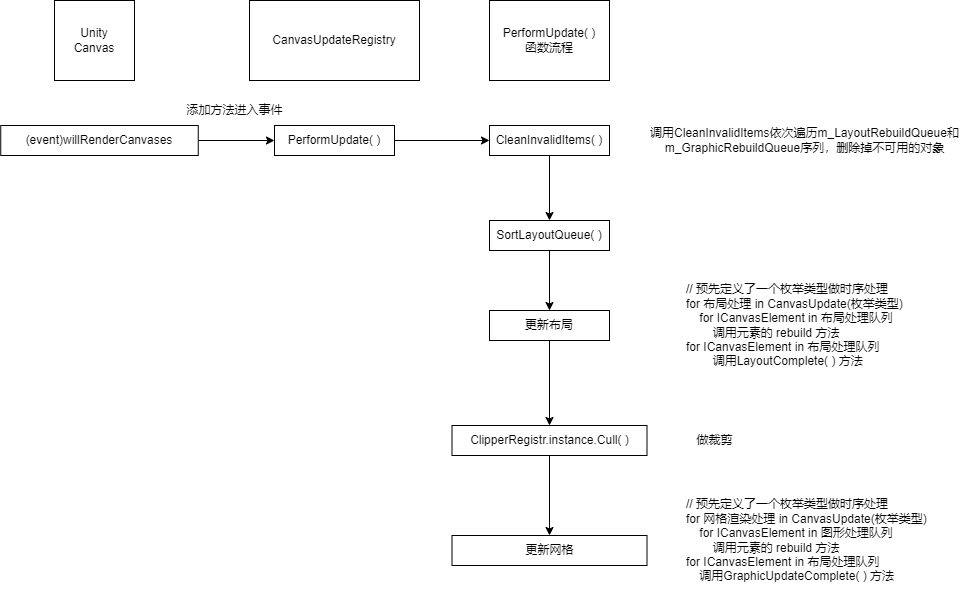 Unity
Canvas
CanvasUpdateRegistry
PerformUpdate( )
函数流程
添加方法进入事件
(event)willRenderCanvases
PerformUpdate( )
CleanInvalidItems( )
调用CleanInvalidItems依次遍历m_LayoutRebuildQueue和
m_GraphicRebuildQueue序列，删除掉不可用的对象
SortLayoutQueue( )
更新布局
// 预先定义了一个枚举类型做时序处理
for 布局处理 in CanvasUpdate(枚举类型)
for ICanvasElement in 布局处理队列
调用元素的 rebuild 方法
for ICanvasElement in 布局处理队列
调用LayoutComplete( ) 方法
ClipperRegistr.instance.Cull( )
做裁剪
更新网格
// 预先定义了一个枚举类型做时序处理
for 网格渲染处理 in CanvasUpdate(枚举类型)
for ICanvasElement in 图形处理队列
调用元素的 rebuild 方法
for ICanvasElement in 布局处理队列
调用GraphicUpdateComplete( ) 方法